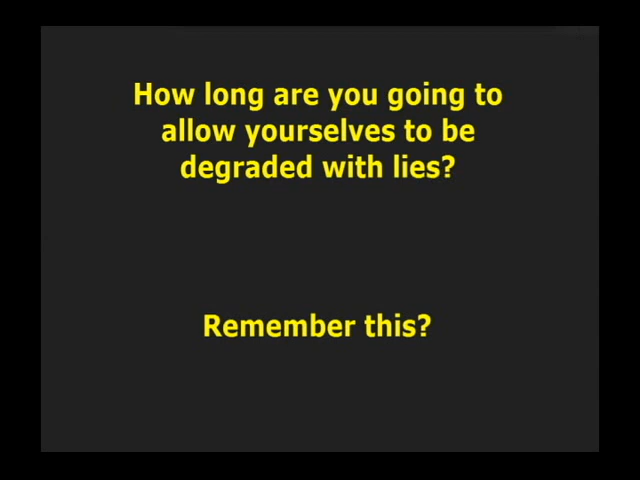 How long are you going to
allow yourselves to be
degraded with lies?
Remember this?